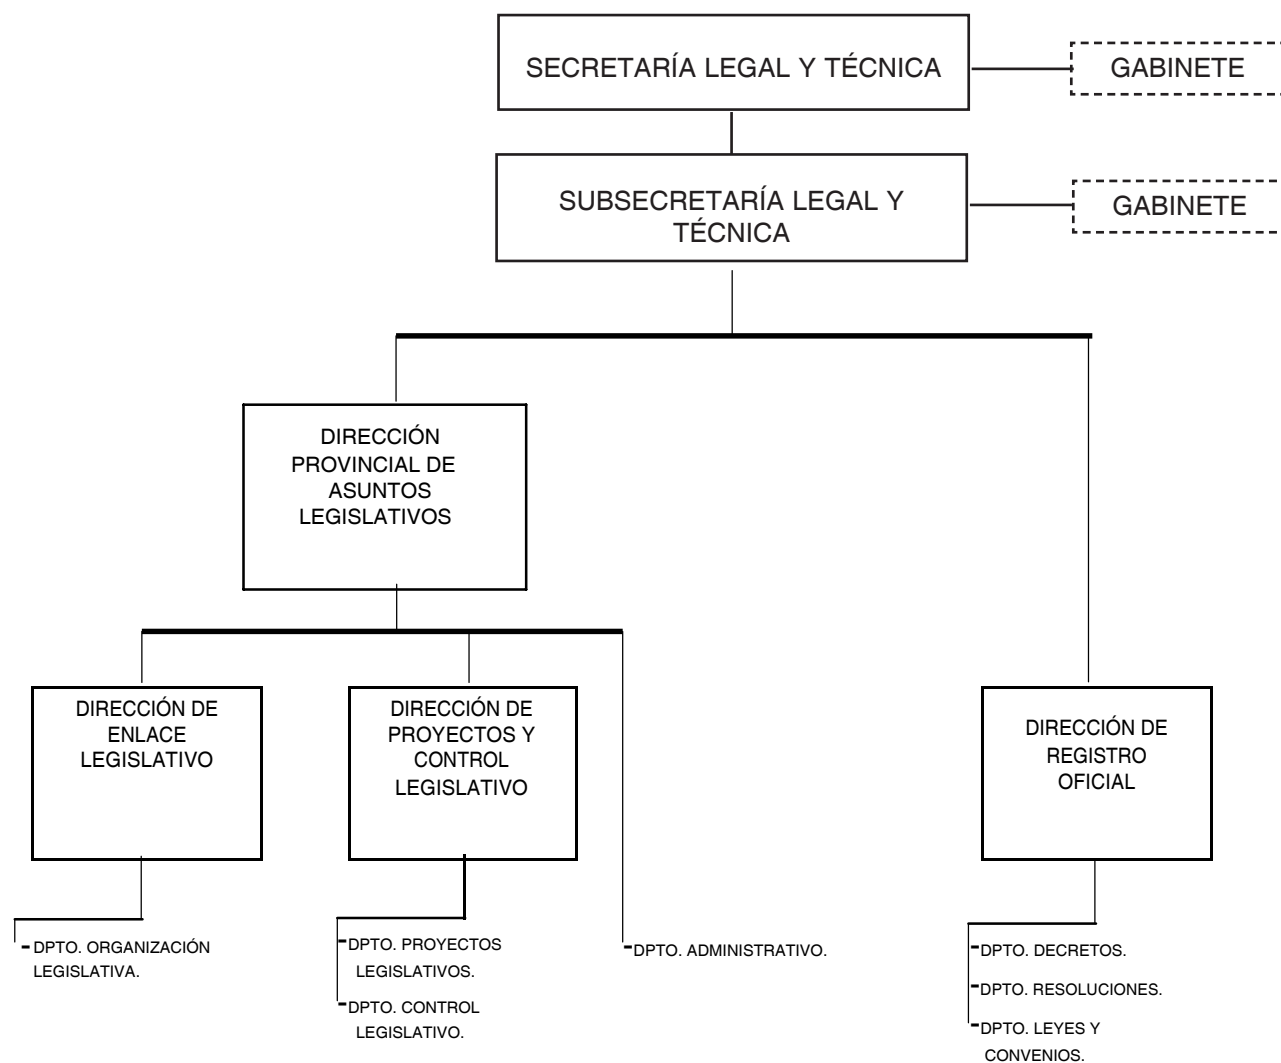 SECRETARÍA LEGAL Y TÉCNICA
GABINETE
SUBSECRETARÍA LEGAL Y
TÉCNICA
GABINETE
DIRECCIÓN
PROVINCIAL DE
ASUNTOS
LEGISLATIVOS
DIRECCIÓN DE
ENLACE
LEGISLATIVO
DIRECCIÓN DE
PROYECTOS Y
CONTROL
LEGISLATIVO
DIRECCIÓN DE
REGISTRO
OFICIAL
-DPTO. ORGANIZACIÓN
LEGISLATIVA.
-DPTO. PROYECTOS
LEGISLATIVOS.
-DPTO. CONTROL
LEGISLATIVO.
-DPTO. ADMINISTRATIVO.
-DPTO. DECRETOS.
-DPTO. RESOLUCIONES.
-DPTO. LEYES Y
CONVENIOS.